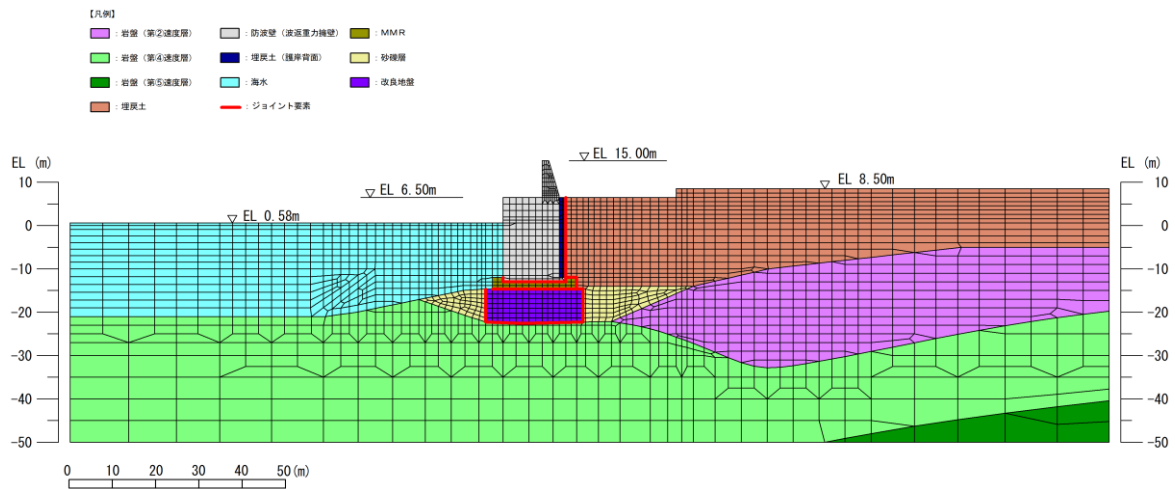 【凡例】
：岩盤（第②速度層） ：防波壁（波返重力擁壁） ：MMR
：岩盤（第④速度層） ：埋戻土（護岸背面） ：砂礫層
：岩盤（第⑤速度層） ：海水 ：改良地盤
：埋戻土 ：ジョイント要素
EL (m) EL 15.00m EL (m)
10 EL 6.50m EL 8.50m 10
0 EL 0.58m 0
-10 -10
-20 -20
-30 -30
-40 -40
-50 -50
0 10 20 30 40 50 (m)